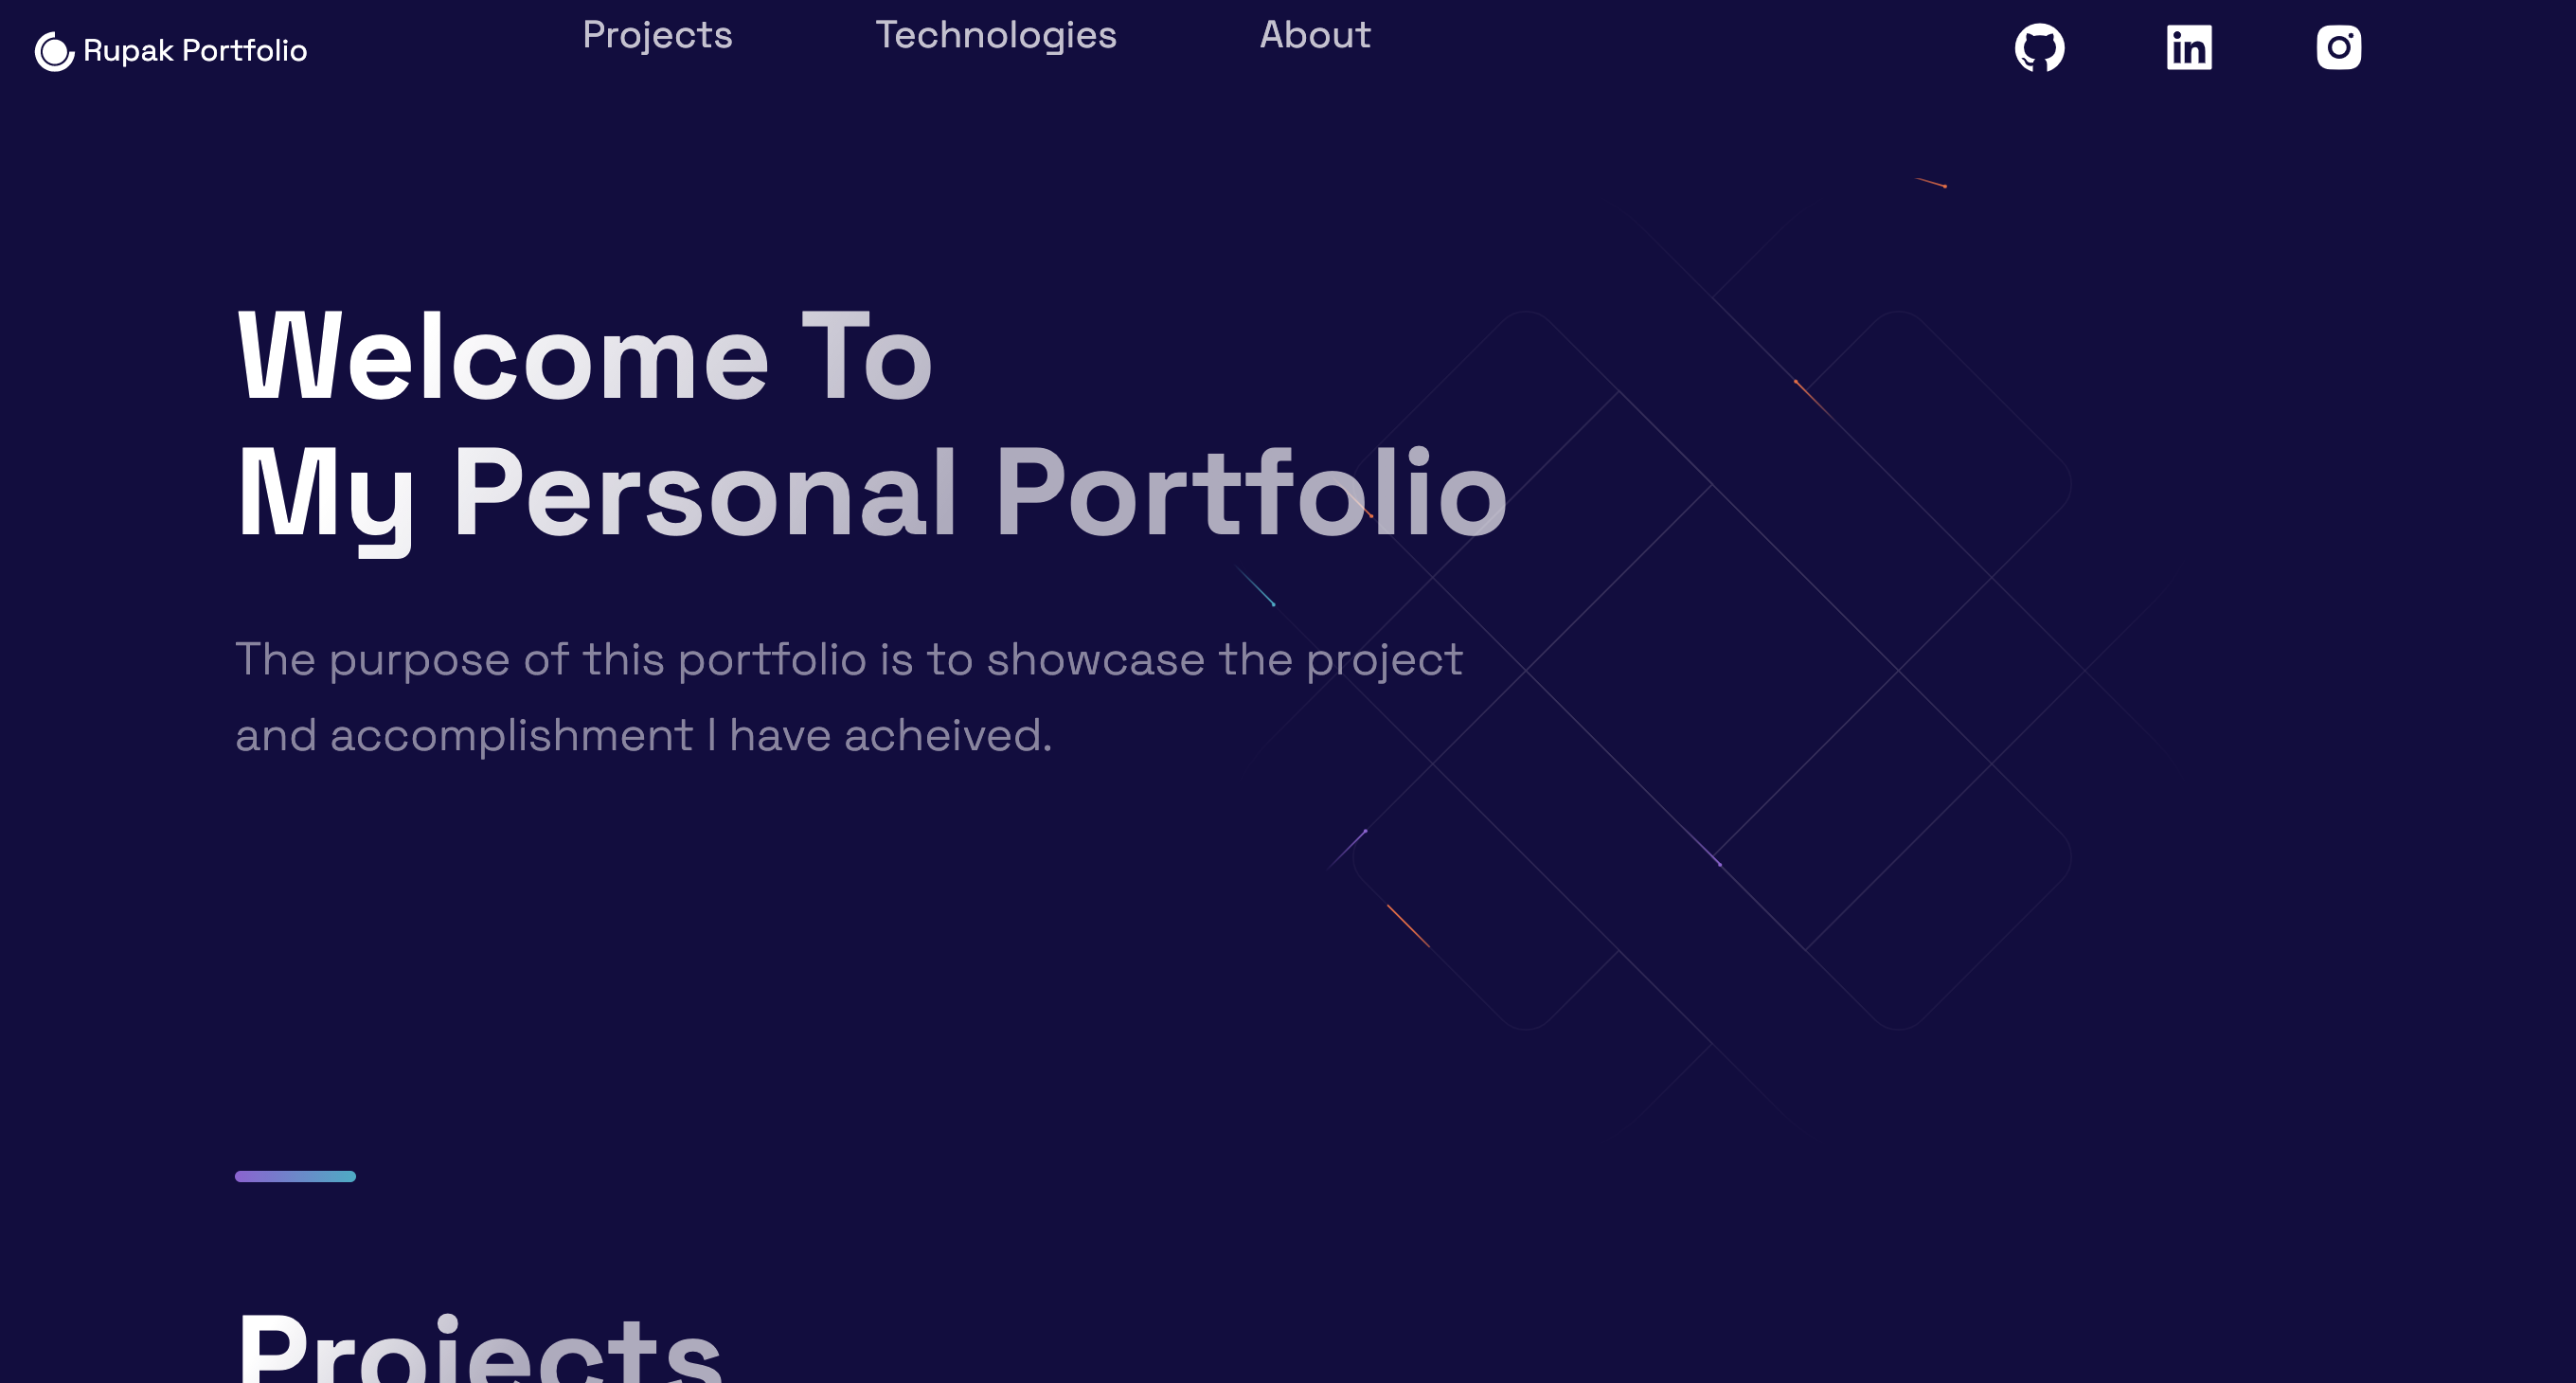 Rupak Portfolio
Projects
Technologies
About
Welcome To
My Personal Portfolio
The purpose of this portfolio is to showcase the project
and accomplishment I have acheived.
Projects